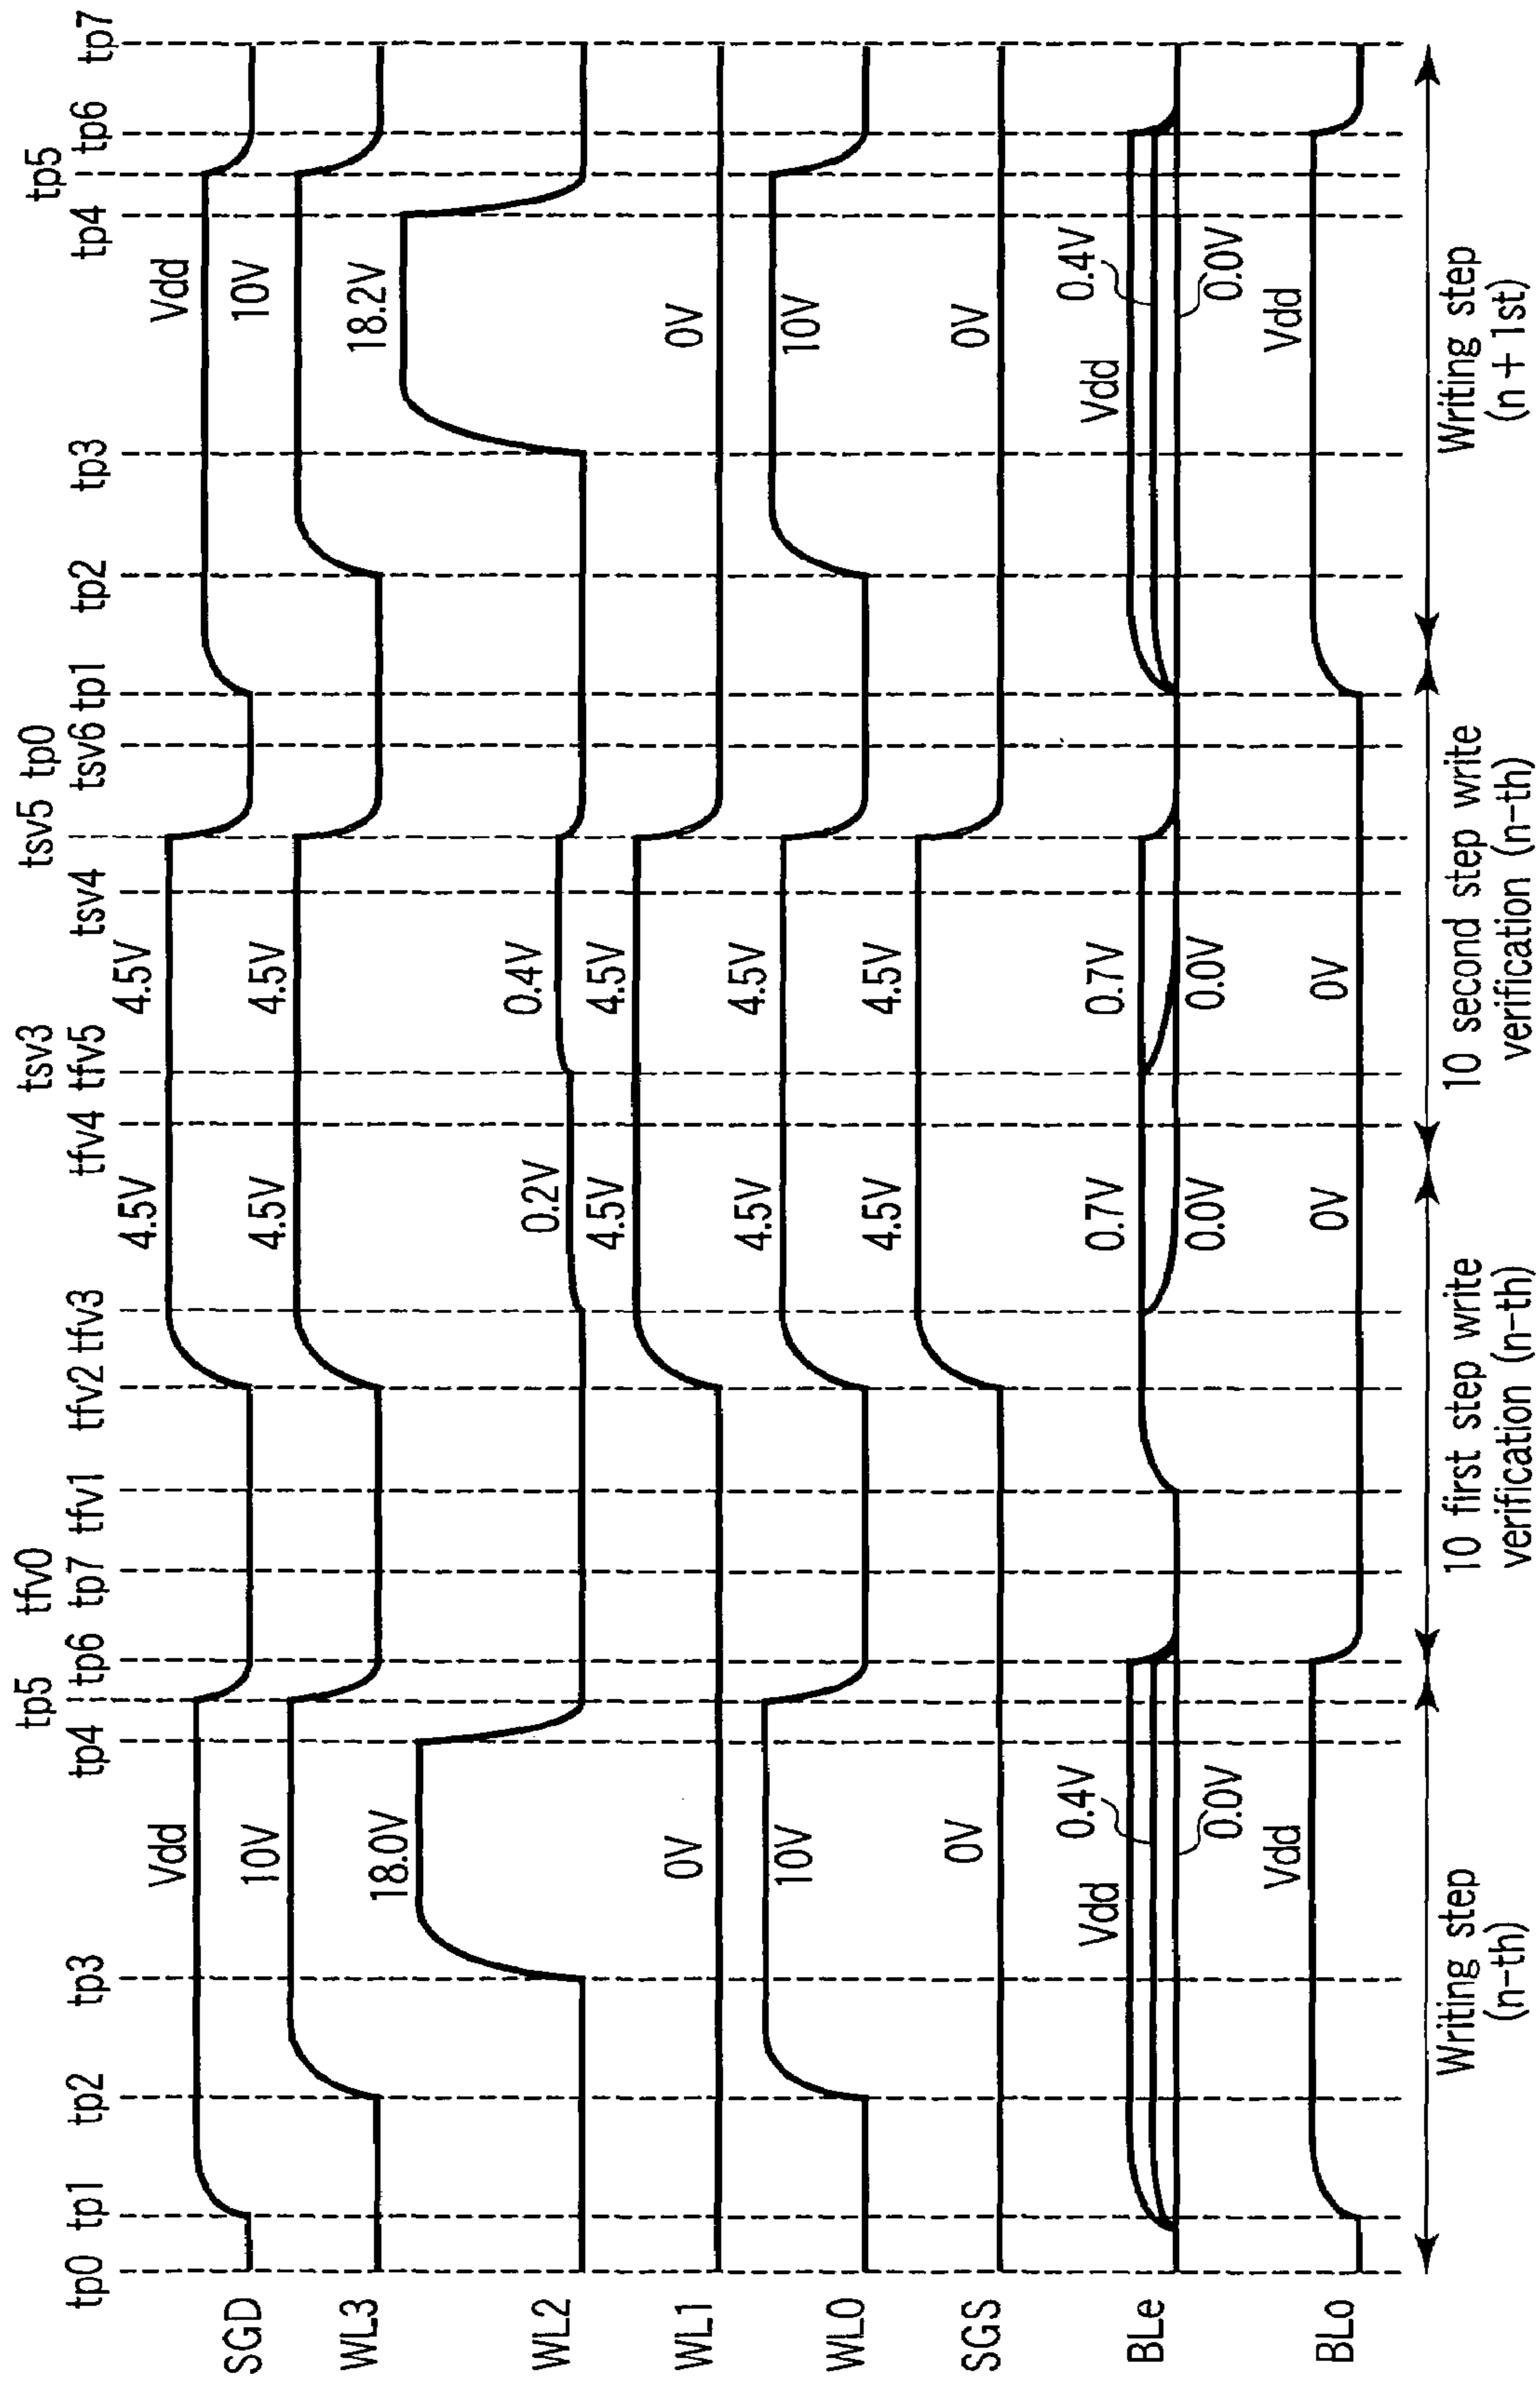 tp5 tfv0 tsv3 tsv5 tp0 tp5
tp0 tp1 tp2 tp3 tp4 tp6 tp7 tfv1 tfv2 tfv3 tfv4 tfv5 tsv4 tsv6 tp1 tp2 tp3 tp4 tp6 tp7
SGD Vdd 4.5V 4.5V Vdd
WL3 10V 4.5V 4.5V 10V
WL2 18.0V 0.2V 0.4V 18.2V
WL1 0V 4.5V 4.5V 0V
WL0 10V 4.5V 4.5V 10V
SGS 0V 4.5V 4.5V 0V
BLe Vdd 0.4V 0.0V 0.7V 0.0V 0.7V 0.0V Vdd 0.4V 0.0V
BLo Vdd 0V 0V Vdd
Writing step
(n-th)
10 first step write
verification (n-th)
10 second step write
verification (n-th)
Writing step
(n + 1st)